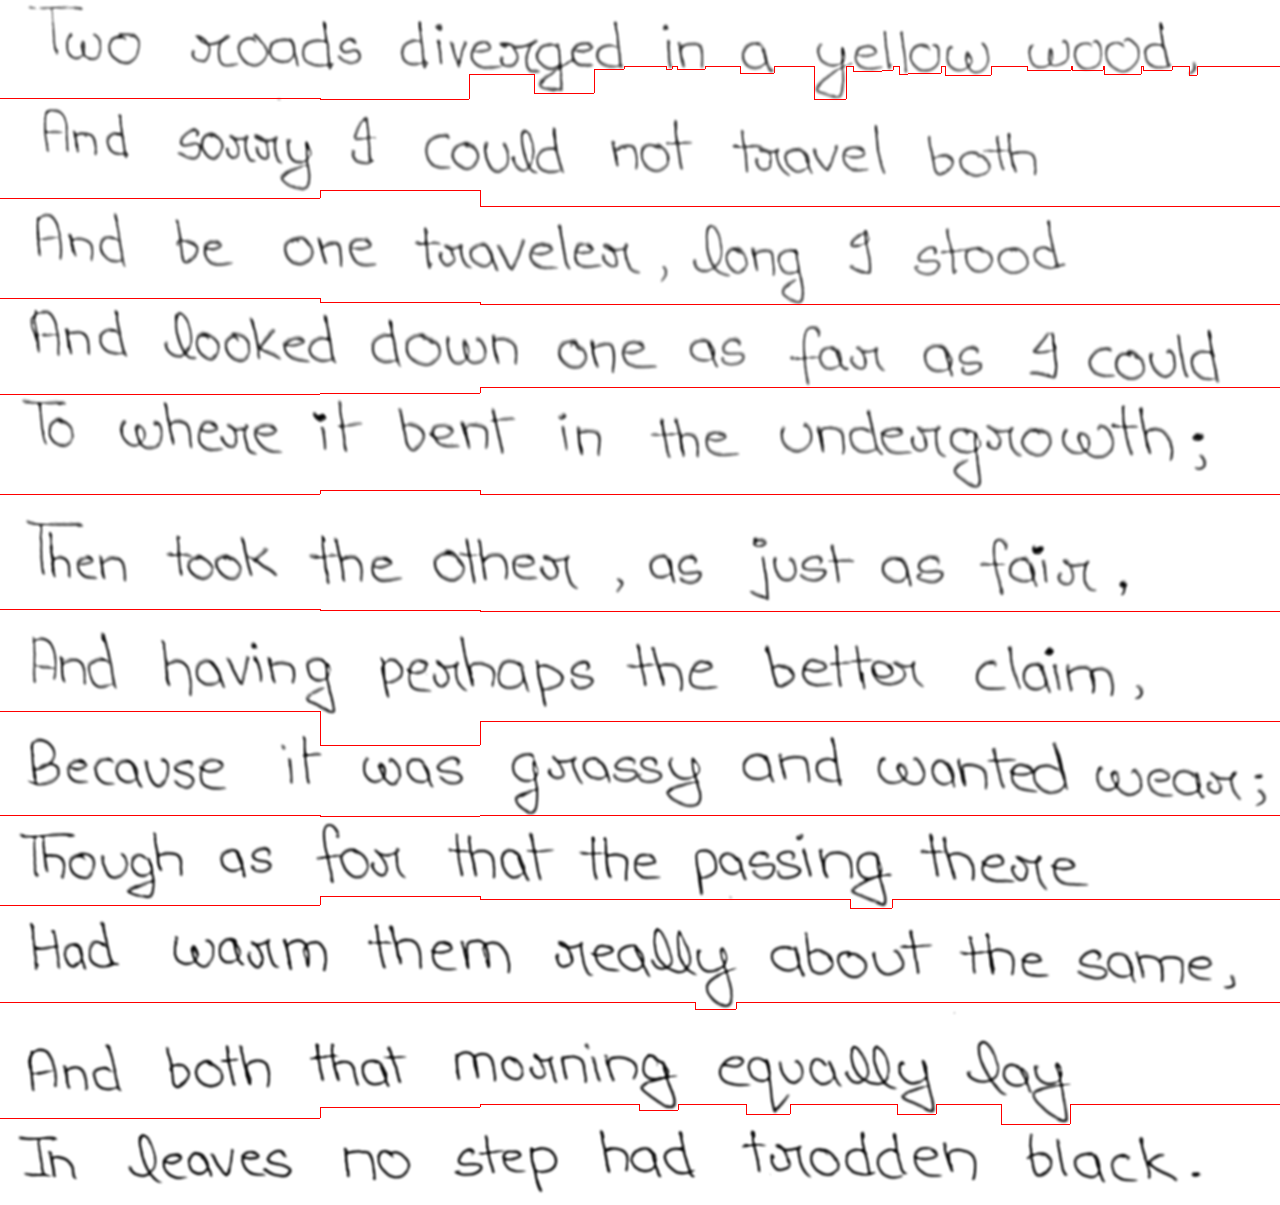 Two roads diverged in a yellow wood,
And sorry I could not travel both
And be one traveler, long I stood
And looked down one as far as I could
To where it bent in the undergrowth;
Then took the other, as just as fair,
And having perhaps the better claim,
Because it was grassy and wanted wear;
Though as for that the passing there
Had warm them really about the same,
And both that morning equally lay
In leaves no step had trodden black.